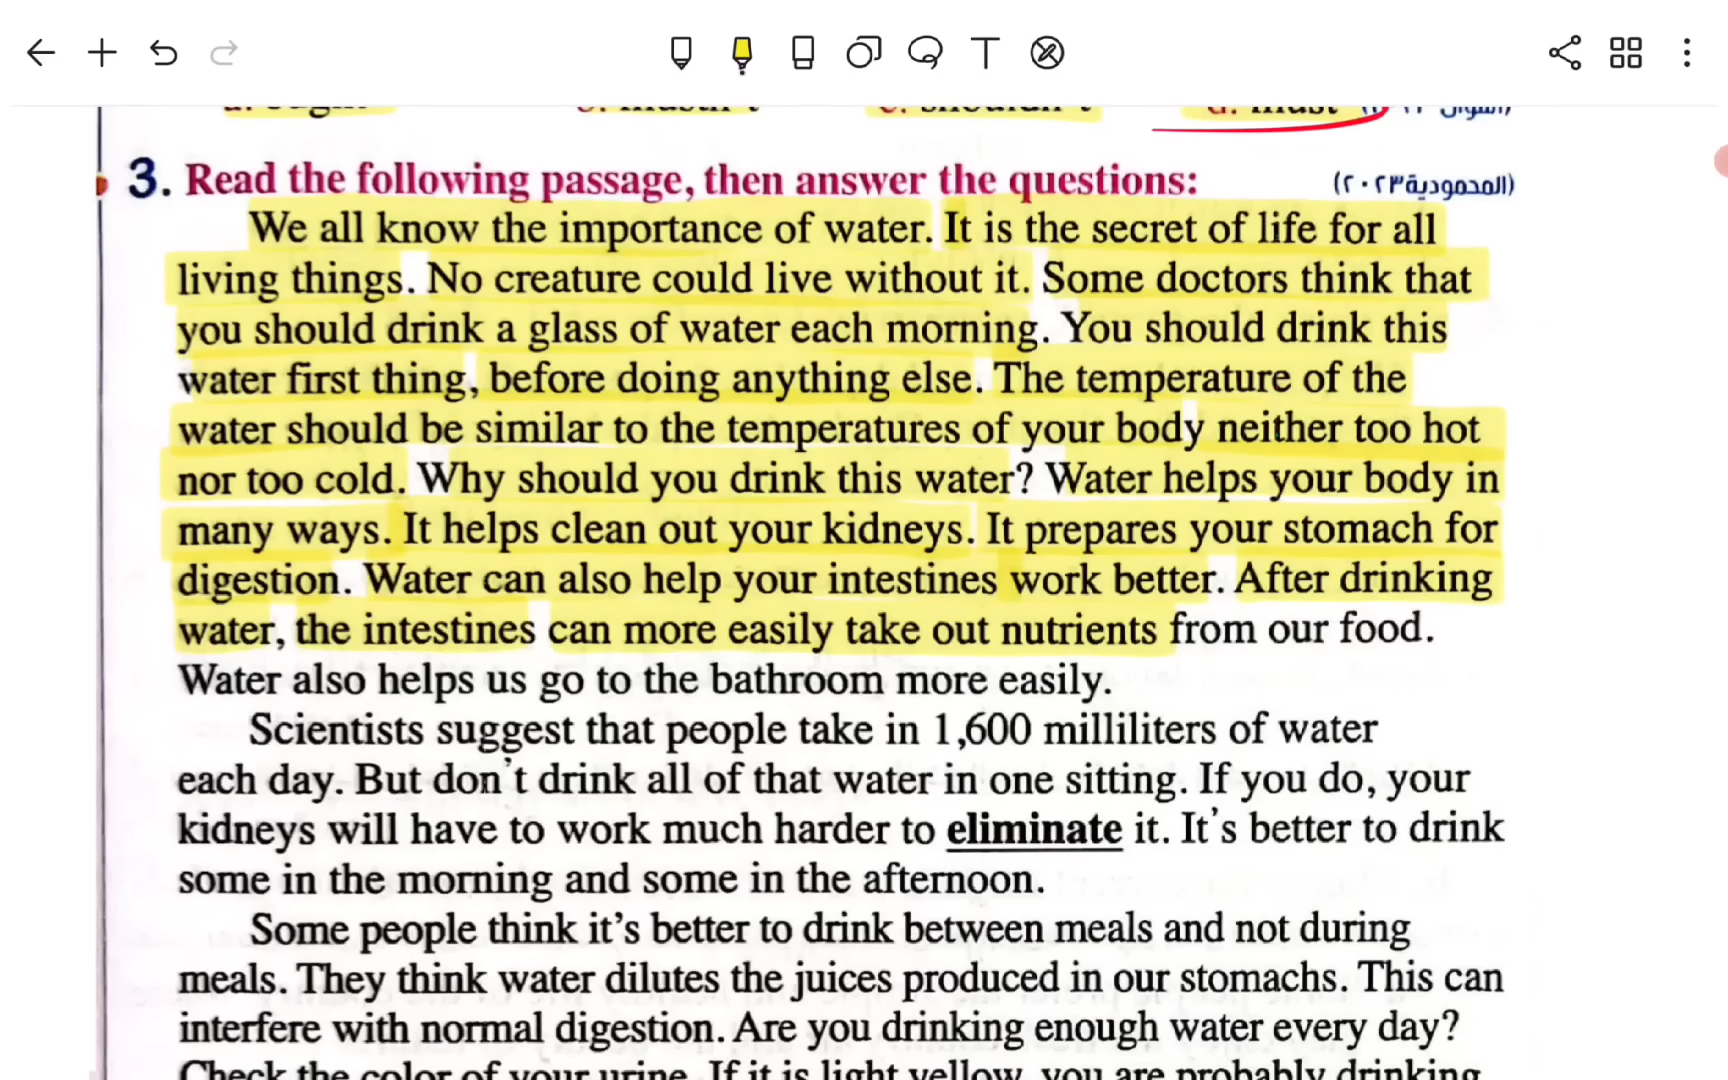 3. Read the following passage, then answer the questions: (المحمودية ٢٠٢٣)
We all know the importance of water. It is the secret of life for all
living things. No creature could live without it. Some doctors think that
you should drink a glass of water each morning. You should drink this
water first thing, before doing anything else. The temperature of the
water should be similar to the temperatures of your body neither too hot
nor too cold. Why should you drink this water? Water helps your body in
many ways. It helps clean out your kidneys. It prepares your stomach for
digestion. Water can also help your intestines work better. After drinking
water, the intestines can more easily take out nutrients from our food.
Water also helps us go to the bathroom more easily.
Scientists suggest that people take in 1,600 milliliters of water
each day. But don't drink all of that water in one sitting. If you do, your
kidneys will have to work much harder to eliminate it. It's better to drink
some in the morning and some in the afternoon.
Some people think it's better to drink between meals and not during
meals. They think water dilutes the juices produced in our stomachs. This can
interfere with normal digestion. Are you drinking enough water every day?
Check the color of your urine. If it is light yellow, you are probably drinking